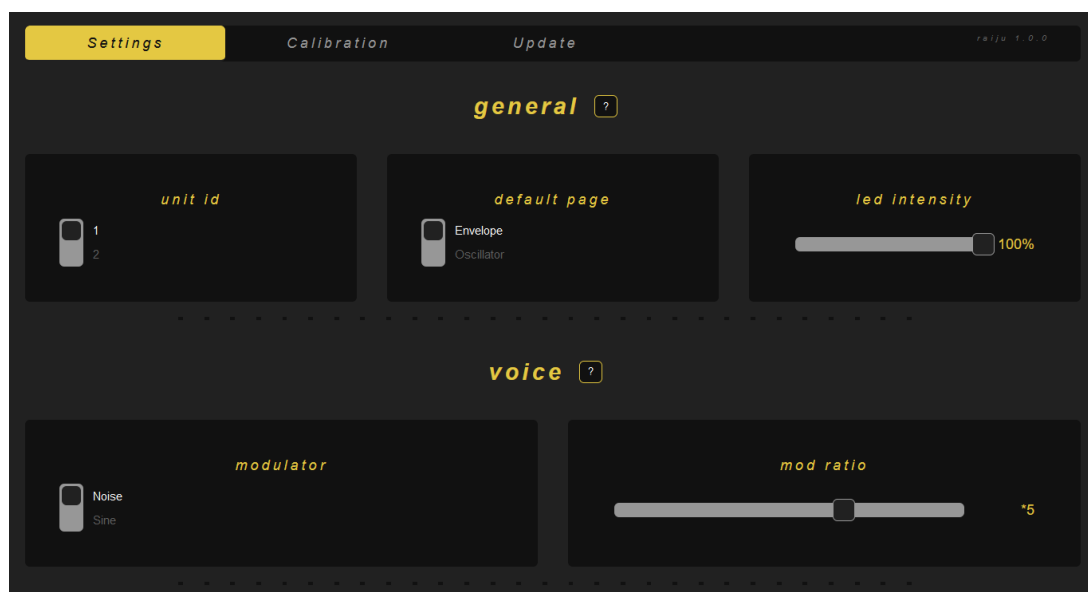 Settings Calibration Update raiju 1.0.0
general ?
unit id
1
2
default page
Envelope
Oscillator
led intensity
100%
voice ?
modulator
Noise
Sine
mod ratio
*5